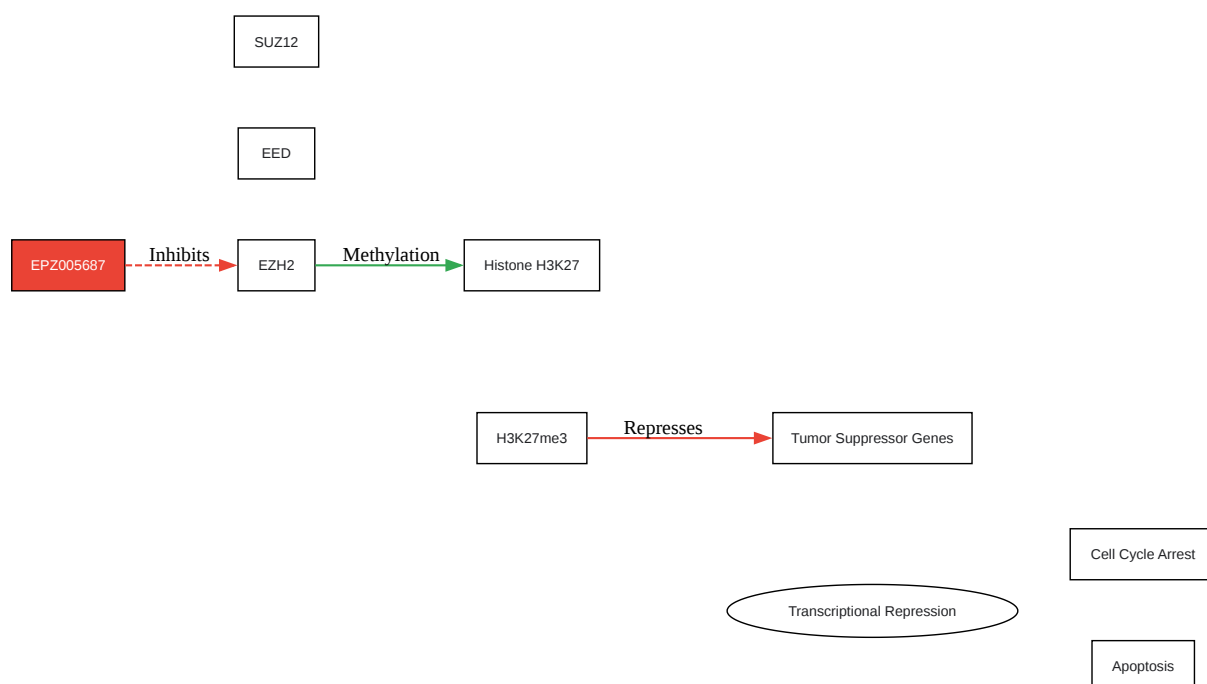 SUZ12
EED
EPZ005687
Inhibits
EZH2
Methylation
Histone H3K27
H3K27me3
Represses
Tumor Suppressor Genes
Cell Cycle Arrest
Transcriptional Repression
Apoptosis